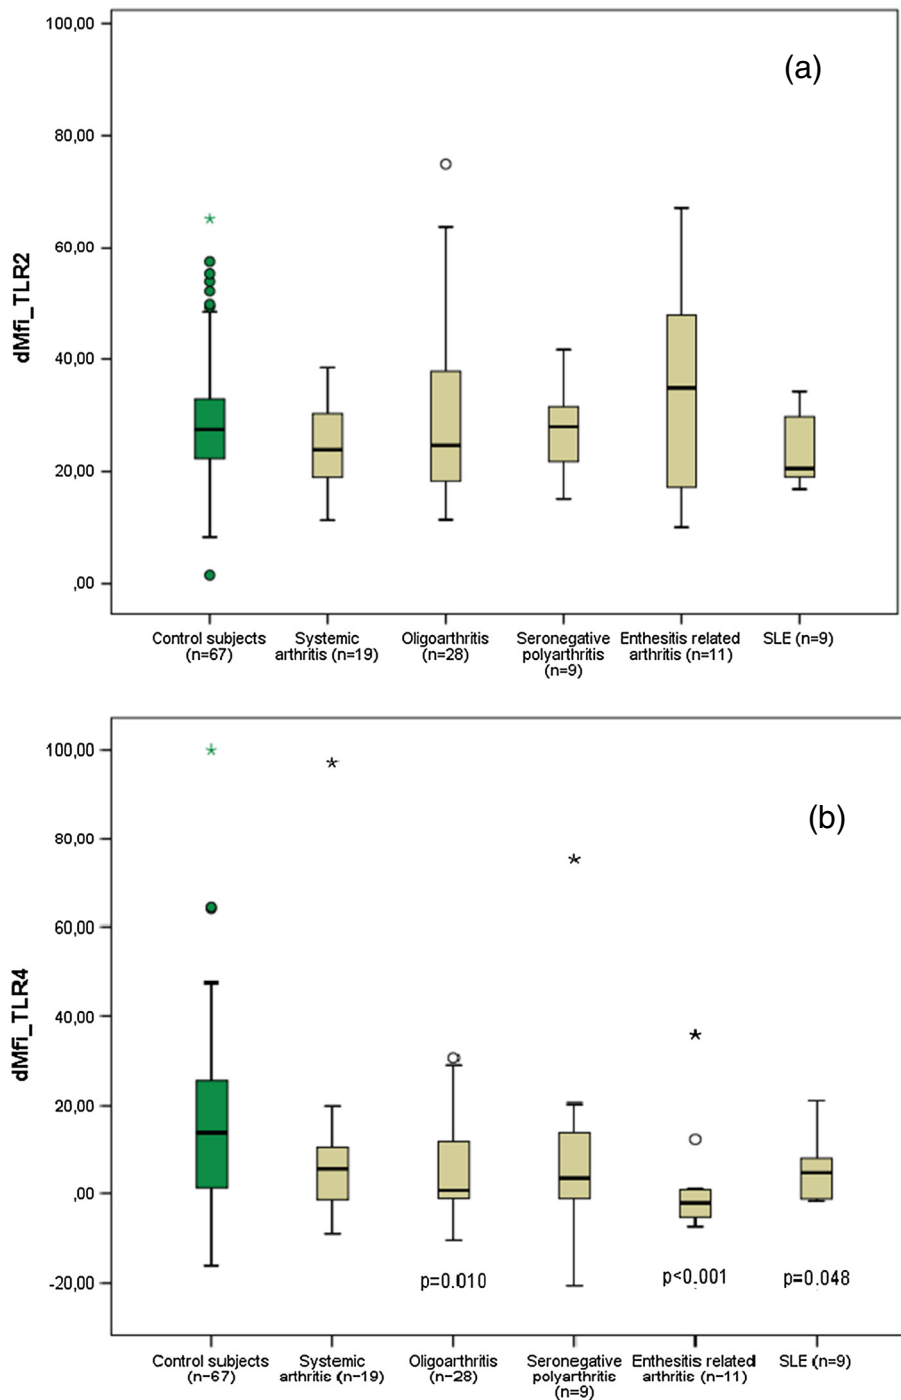 100,00
(a)
80,00
60,00
dMfi_TLR2
40,00
20,00
,00
Control subjects
(n=67)
Systemic
arthritis (n=19)
Oligoarthritis
(n=28)
Seronegative
polyarthritis
(n=9)
Enthesitis related
arthritis (n=11)
SLE (n=9)
100,00
(b)
80,00
60,00
dMfi_TLR4
40,00
20,00
,00
-20,00
p=0.010
p<0.001
p=0.048
Control subjects
(n-67)
Systemic
arthritis (n-19)
Oligoarthritis
(n-28)
Seronegative
polyarthritis
(n=9)
Enthesitis related
arthritis (n-11)
SLE (n=9)